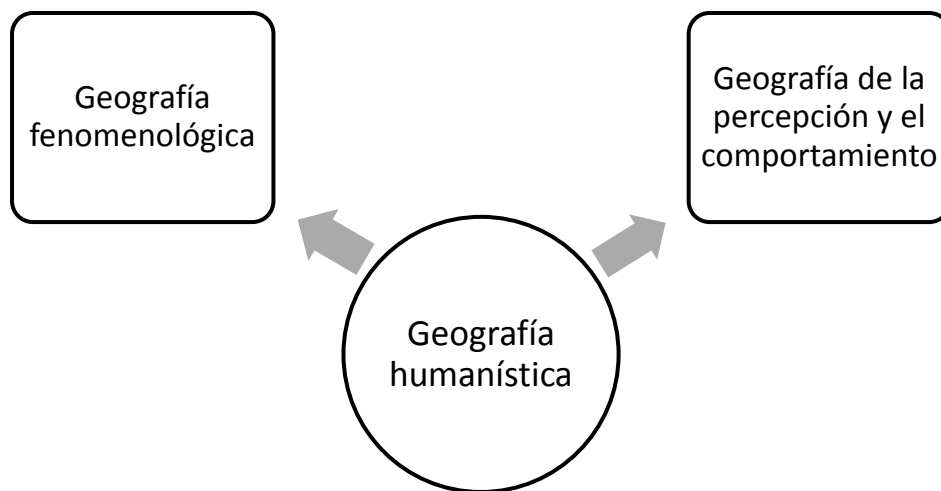 Geografía
fenomenológica
Geografía de la
percepción y el
comportamiento
Geografía
humanística